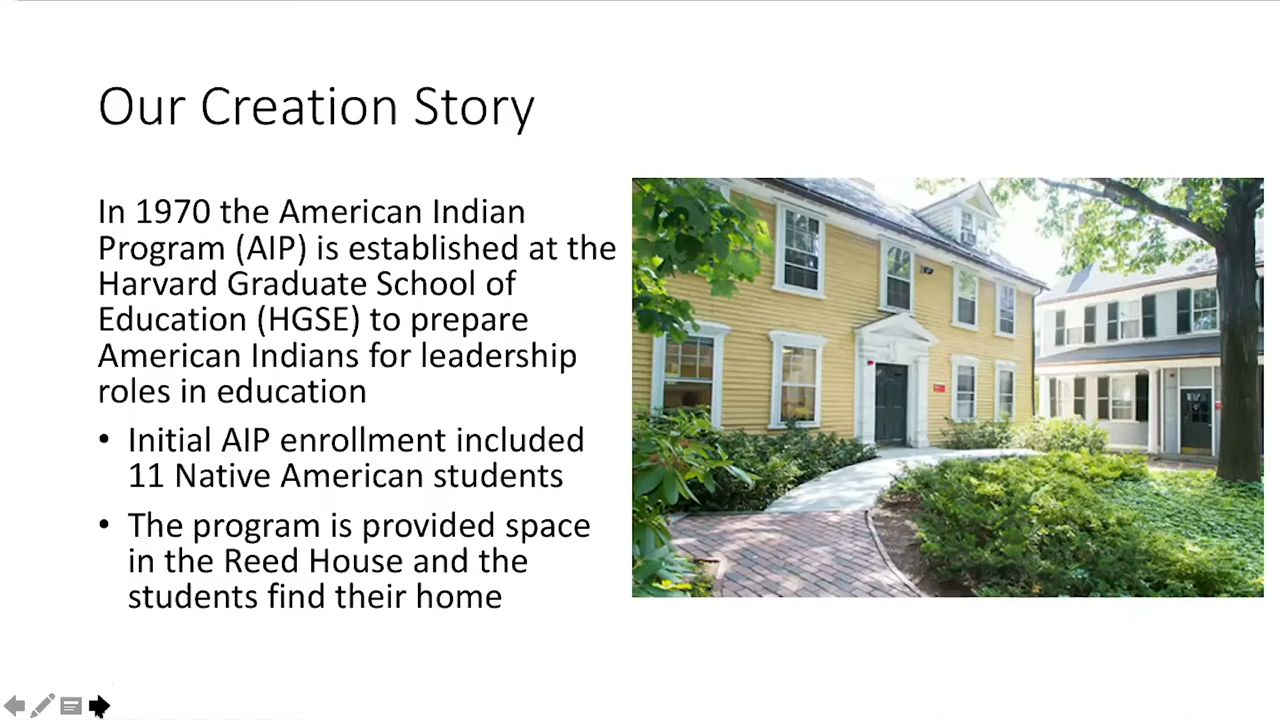 Our Creation Story
In 1970 the American Indian
Program (AIP) is established at the
Harvard Graduate School of
Education (HGSE) to prepare
American Indians for leadership
roles in education
• Initial AIP enrollment included
11 Native American students
• The program is provided space
in the Reed House and the
students find their home